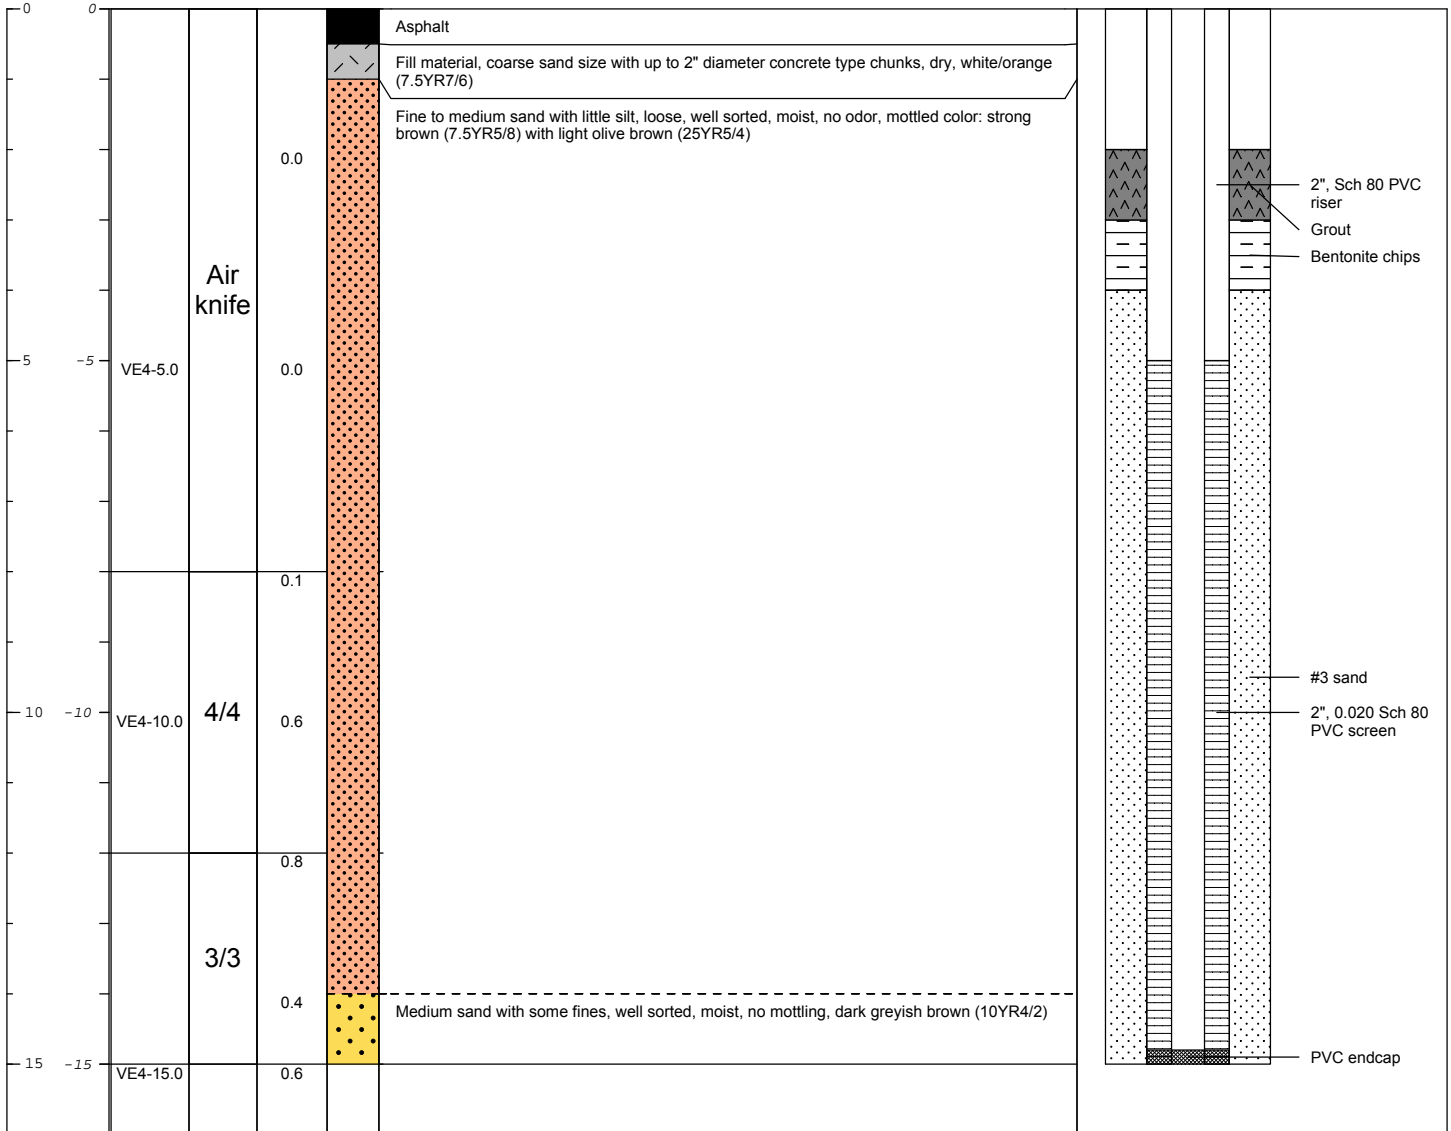 0 0
Asphalt
Fill material, coarse sand size with up to 2" diameter concrete type chunks, dry, white/orange
(7.5YR7/6)
Fine to medium sand with little silt, loose, well sorted, moist, no odor, mottled color: strong
brown (7.5YR5/8) with light olive brown (25YR5/4)
0.0
2", Sch 80 PVC
riser
Grout
Bentonite chips
Air
knife
5 -5
VE4-5.0
0.0
0.1
#3 sand
10 -10
VE4-10.0
4/4
0.6
2", 0.020 Sch 80
PVC screen
0.8
3/3
0.4
Medium sand with some fines, well sorted, moist, no mottling, dark greyish brown (10YR4/2)
15 -15
VE4-15.0
0.6
PVC endcap